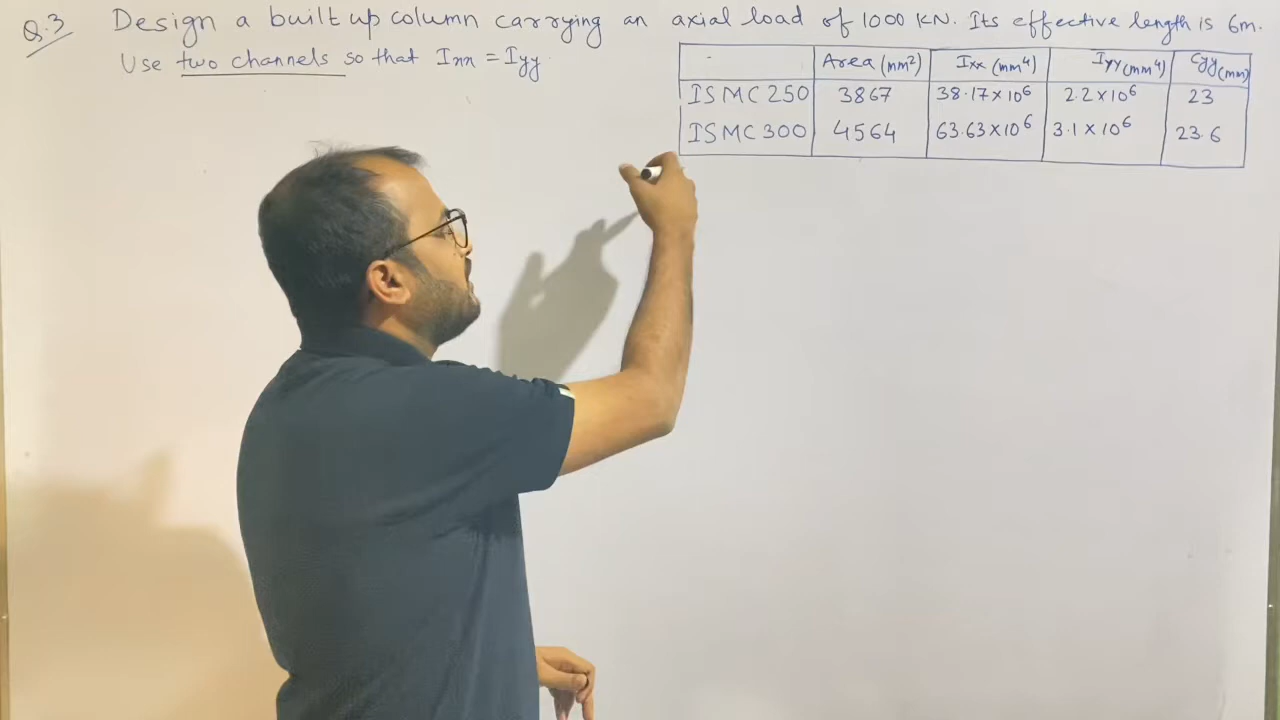 Q.3 Design a built up column carrying an axial load of 1000 KN. Its effective length is 6m.
Use two channels so that Ixx = Iyy.
Area (mm²) Ixx (mm⁴) Iyy (mm⁴) Cyy (mm)
ISMC 250 3867 38.17×10⁶ 2.2×10⁶ 23
ISMC 300 4564 63.63×10⁶ 3.1×10⁶ 23.6